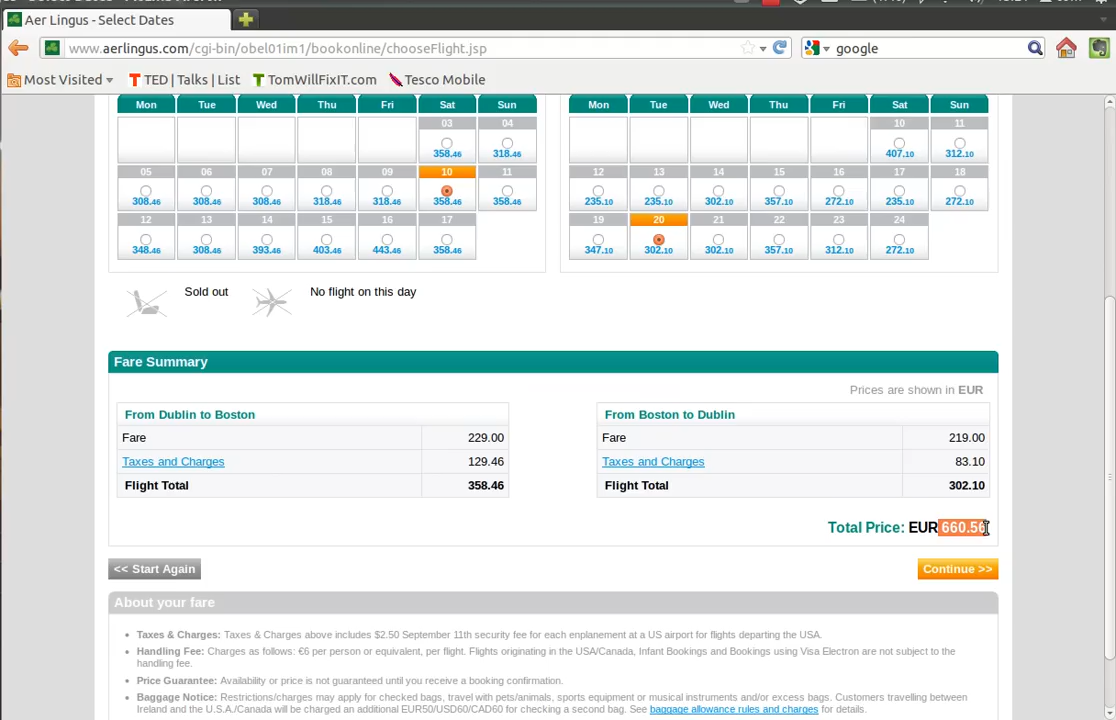 Aer Lingus - Select Dates
www.aerlingus.com/cgi-bin/obel01im1/bookonline/chooseFlight.jsp
google
Most Visited TED | Talks | List TomWillFixIT.com Tesco Mobile
Mon Tue Wed Thu Fri Sat Sun
03 04
358.46 318.46
05 06 07 08 09 10 11
308.46 308.46 308.46 318.46 318.46 358.46 358.46
12 13 14 15 16 17
348.46 308.46 393.46 403.46 443.46 358.46
Mon Tue Wed Thu Fri Sat Sun
10 11
407.10 312.10
12 13 14 15 16 17 18
235.10 235.10 302.10 357.10 272.10 235.10 272.10
19 20 21 22 23 24
347.10 302.10 302.10 357.10 312.10 272.10
Sold out No flight on this day
Fare Summary
Prices are shown in EUR
From Dublin to Boston
Fare 229.00
Taxes and Charges 129.46
Flight Total 358.46
From Boston to Dublin
Fare 219.00
Taxes and Charges 83.10
Flight Total 302.10
Total Price: EUR 660.56
<< Start Again Continue >>
About your fare
• Taxes & Charges: Taxes & Charges above includes $2.50 September 11th security fee for each enplanement at a US airport for flights departing the USA.
• Handling Fee: Charges as follows: €6 per person or equivalent, per flight. Flights originating in the USA/Canada, Infant Bookings and Bookings using Visa Electron are not subject to the
handling fee.
• Price Guarantee: Availability or price is not guaranteed until you receive a booking confirmation.
• Baggage Notice: Restrictions/charges may apply for checked bags, travel with pets/animals, sports equipment or musical instruments and/or excess bags. Customers travelling between
Ireland and the U.S.A./Canada will be charged an additional EUR50/USD60/CAD60 for checking a second bag. See baggage allowance rules and charges for details.